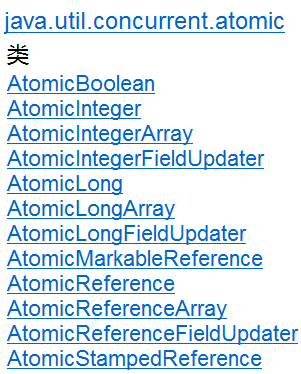 java.util.concurrent.atomic
类
AtomicBoolean
AtomicInteger
AtomicIntegerArray
AtomicIntegerFieldUpdater
AtomicLong
AtomicLongArray
AtomicLongFieldUpdater
AtomicMarkableReference
AtomicReference
AtomicReferenceArray
AtomicReferenceFieldUpdater
AtomicStampedReference